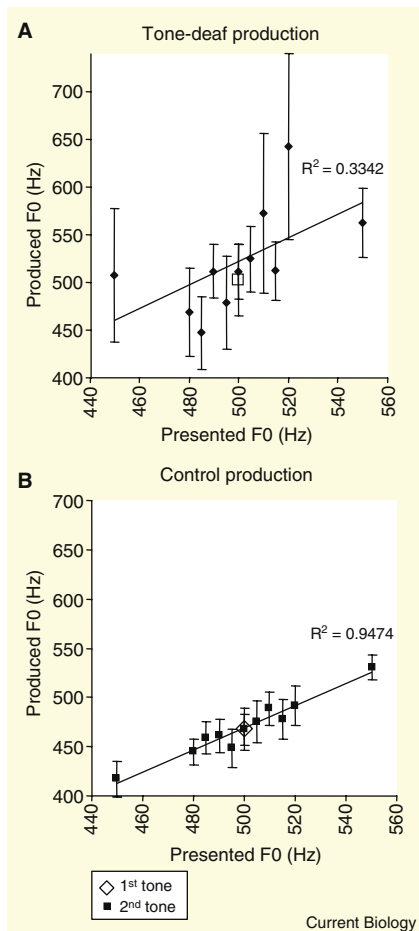 A
Tone-deaf production
700
650
600
550
500
450
400
Produced F0 (Hz)
R² = 0.3342
440 460 480 500 520 540 560
Presented F0 (Hz)
B
Control production
700
650
600
550
500
450
400
Produced F0 (Hz)
R² = 0.9474
440 460 480 500 520 540 560
Presented F0 (Hz)
1st tone
2nd tone
Current Biology